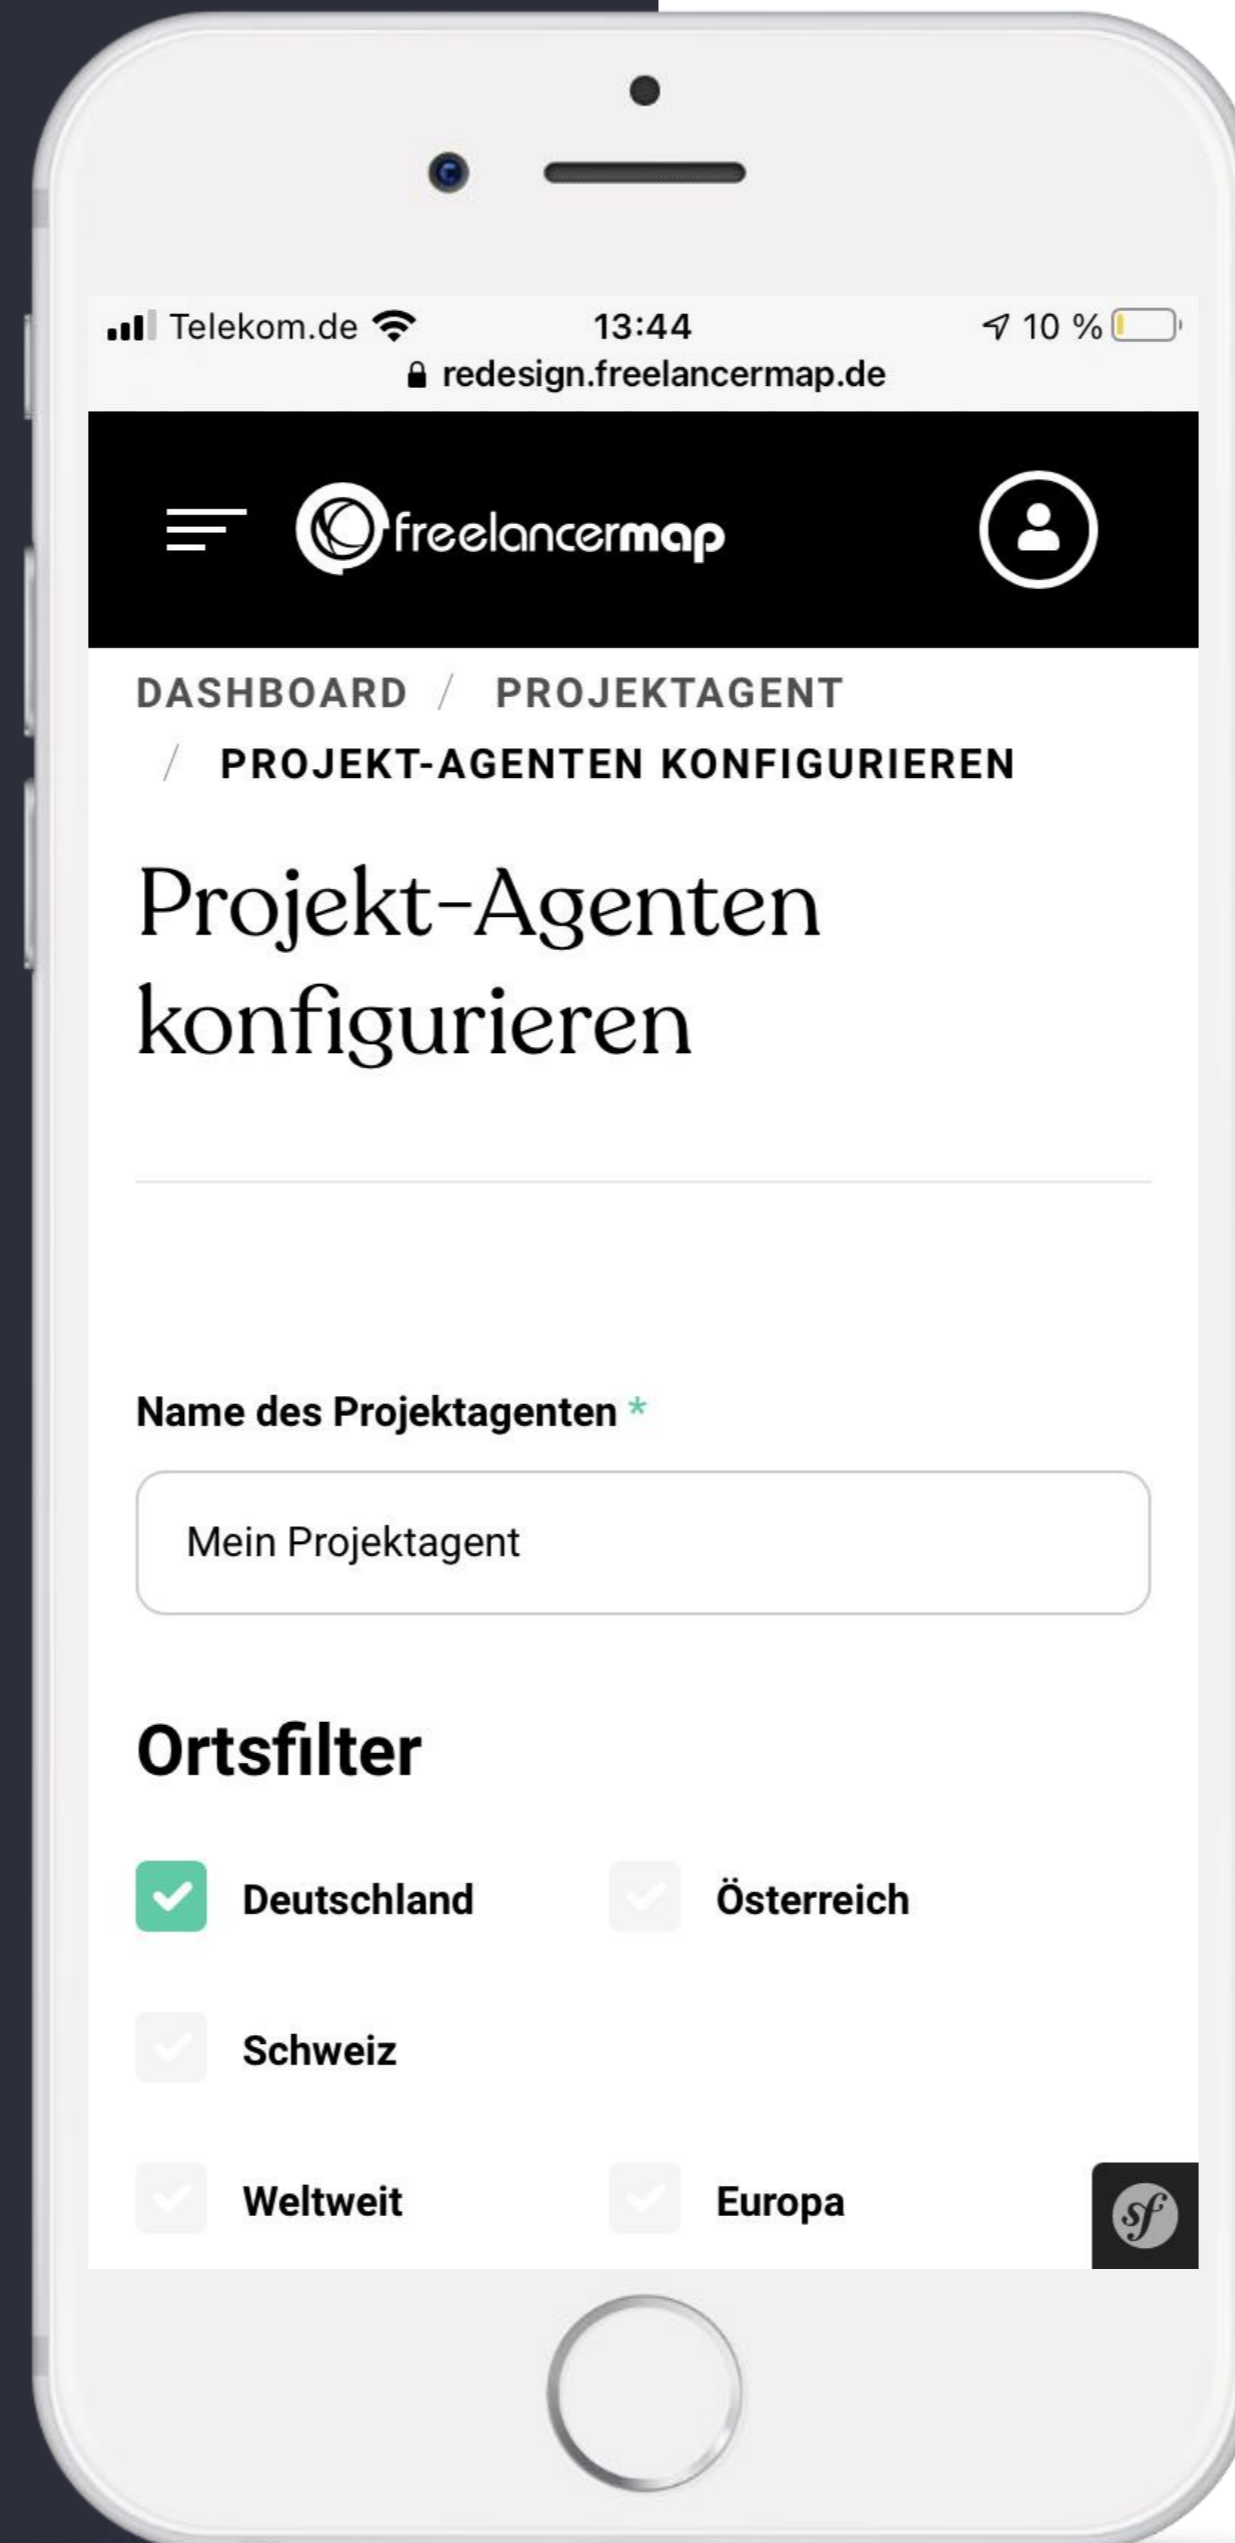 Telekom.de 13:44 10 %
redesign.freelancermap.de
freelancermap
DASHBOARD / PROJEKTAGENT
/ PROJEKT-AGENTEN KONFIGURIEREN
Projekt-Agenten
konfigurieren
Name des Projektagenten *
Mein Projektagent
Ortsfilter
Deutschland Österreich
Schweiz
Weltweit Europa
sf